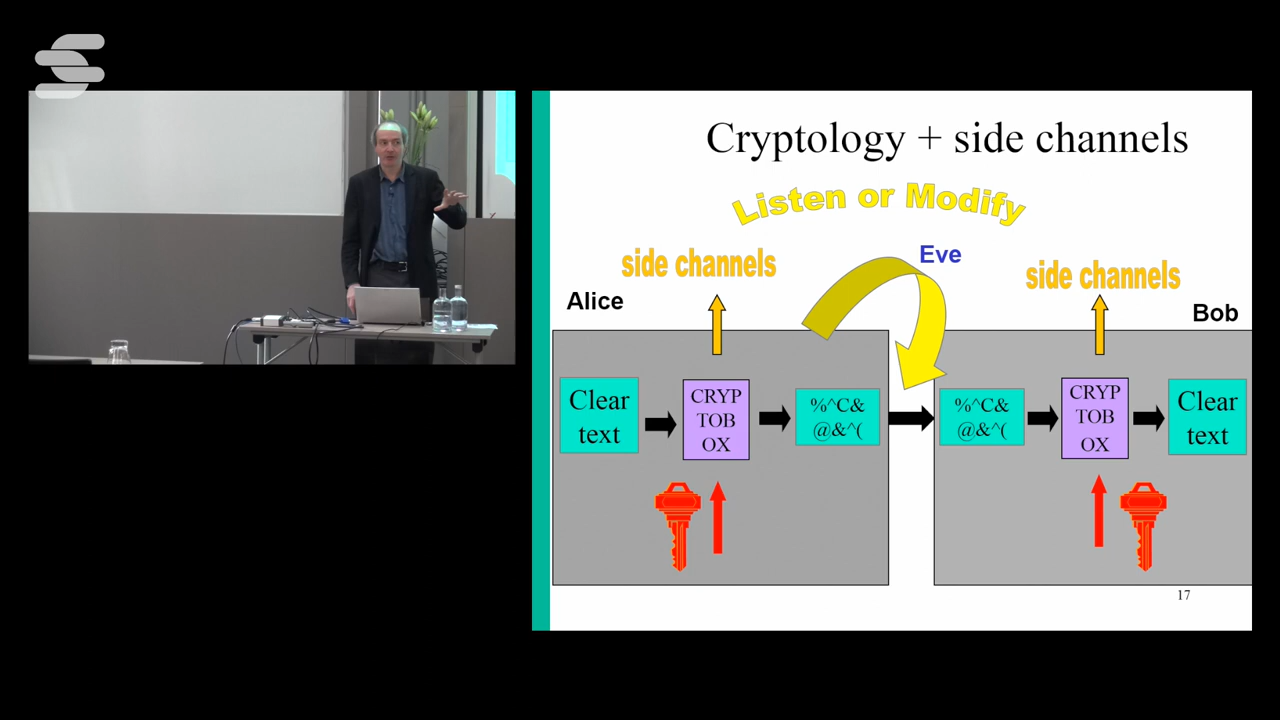 Cryptology + side channels
Listen or Modify
Eve
side channels
side channels
Alice
Bob
Clear
text
CRYP
TOB
OX
%^C&
@&^(
%^C&
@&^(
CRYP
TOB
OX
Clear
text
17